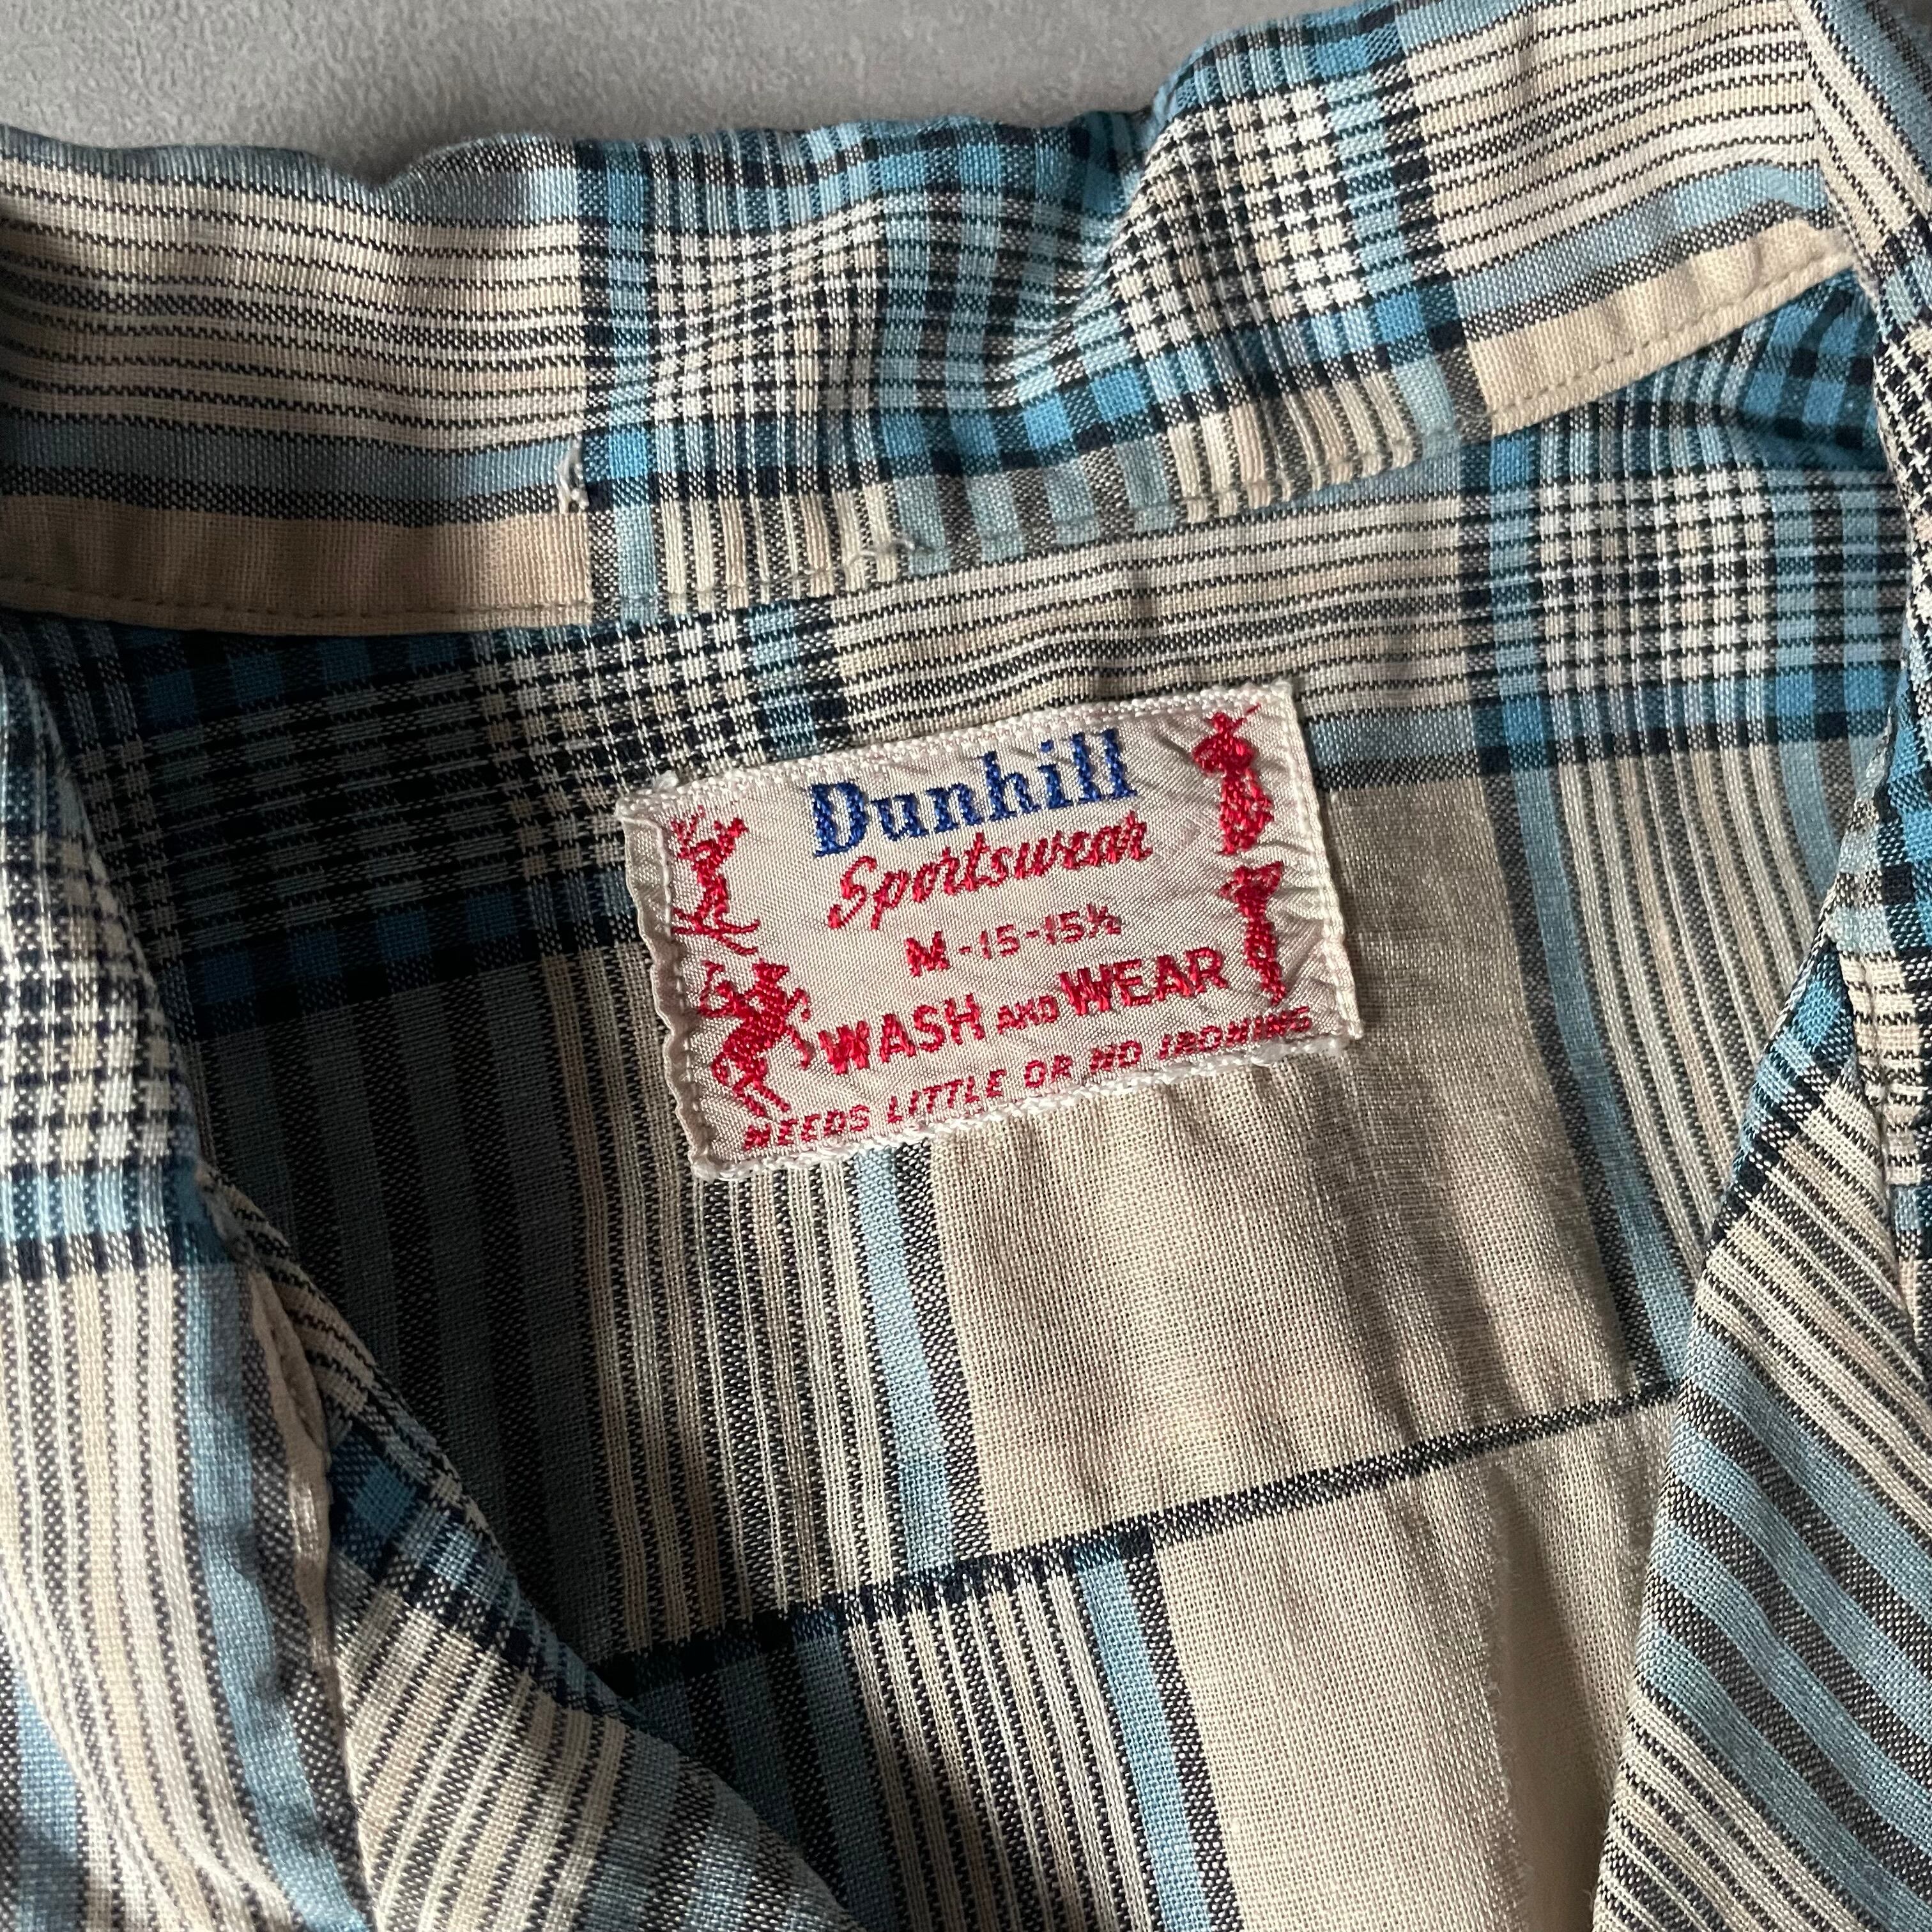 Dunhill
Sportswear
M-15-15½
WASH AND WEAR
NEEDS LITTLE OR NO IRONING